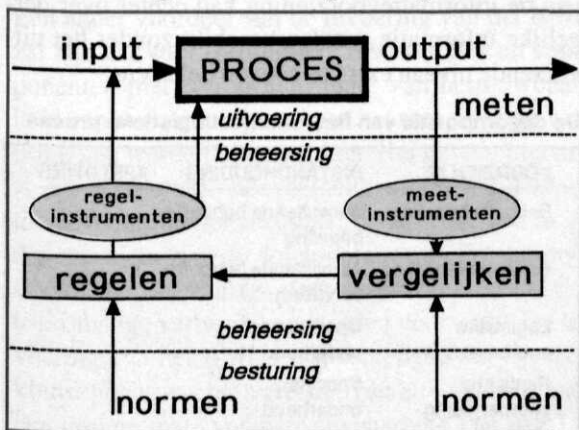 input
output
PROCES
meten
uitvoering
beheersing
regel-
instrumenten
meet-
instrumenten
regelen
vergelijken
beheersing
besturing
normen
normen